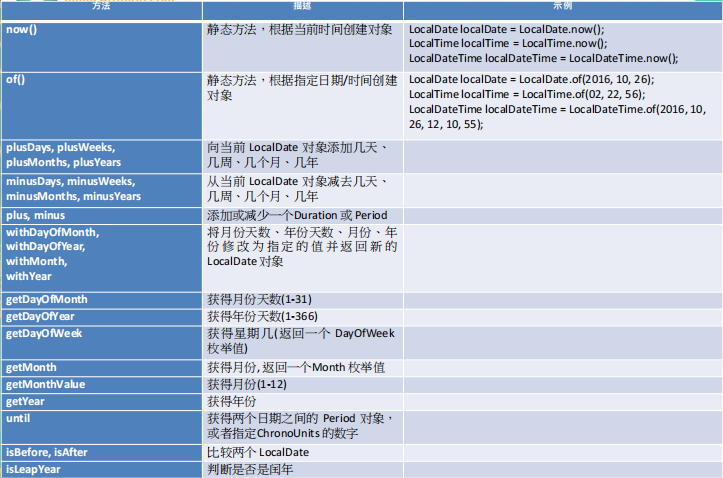 方法 描述 示例
now() 静态方法，根据当前时间创建对象 LocalDate localDate = LocalDate.now();
LocalTime localTime = LocalTime.now();
LocalDateTime localDateTime = LocalDateTime.now();
of() 静态方法，根据指定日期/时间创建
对象
LocalDate localDate = LocalDate.of(2016, 10, 26);
LocalTime localTime = LocalTime.of(02, 22, 56);
LocalDateTime localDateTime = LocalDateTime.of(2016, 10,
26, 12, 10, 55);
plusDays, plusWeeks,
plusMonths, plusYears
向当前 LocalDate 对象添加几天、
几周、几个月、几年
minusDays, minusWeeks,
minusMonths, minusYears
从当前 LocalDate 对象减去几天、
几周、几个月、几年
plus, minus 添加或减少一个Duration 或 Period
withDayOfMonth,
withDayOfYear,
withMonth,
withYear
将月份天数、年份天数、月份、年
份修改为指定的值并返回新的
LocalDate 对象
getDayOfMonth 获得月份天数(1-31)
getDayOfYear 获得年份天数(1-366)
getDayOfWeek 获得星期几(返回一个 DayOfWeek
枚举值)
getMonth 获得月份, 返回一个Month 枚举值
getMonthValue 获得月份(1-12)
getYear 获得年份
until 获得两个日期之间的 Period 对象，
或者指定ChronoUnits 的数字
isBefore, isAfter 比较两个 LocalDate
isLeapYear 判断是否是闰年